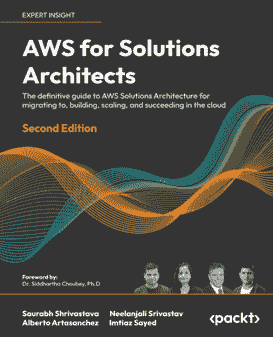 EXPERT INSIGHT
AWS for Solutions
Architects
The definitive guide to AWS Solutions Architecture for
migrating to, building, scaling, and succeeding in the cloud
Second Edition
Foreword by:
Dr. Siddhartha Choubey, Ph.D
Saurabh Shrivastava Neelanjali Srivastav
Alberto Artasanchez Imtiaz Sayed
<packt>